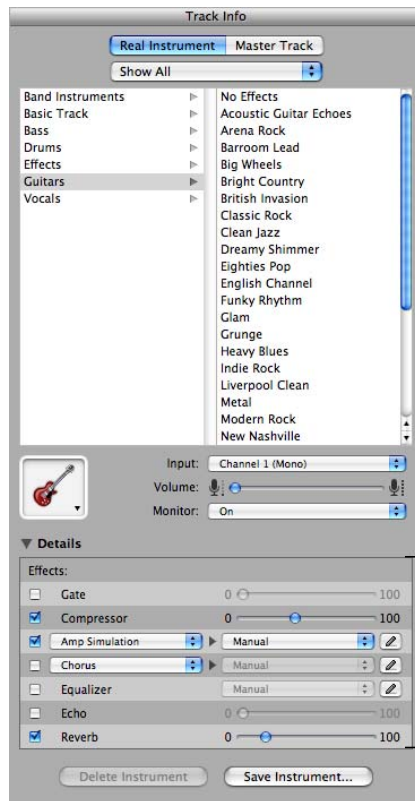 Track Info
Real Instrument Master Track
Show All
Band Instruments
Basic Track
Bass
Drums
Effects
Guitars
Vocals
No Effects
Acoustic Guitar Echoes
Arena Rock
Barroom Lead
Big Wheels
Bright Country
British Invasion
Classic Rock
Clean Jazz
Dreamy Shimmer
Eighties Pop
English Channel
Funky Rhythm
Glam
Grunge
Heavy Blues
Indie Rock
Liverpool Clean
Metal
Modern Rock
New Nashville
Input: Channel 1 (Mono)
Volume:
Monitor: On
Details
Effects:
Gate 0 100
Compressor 0 100
Amp Simulation Manual
Chorus Manual
Equalizer Manual
Echo 0 100
Reverb 0 100
Delete Instrument Save Instrument...